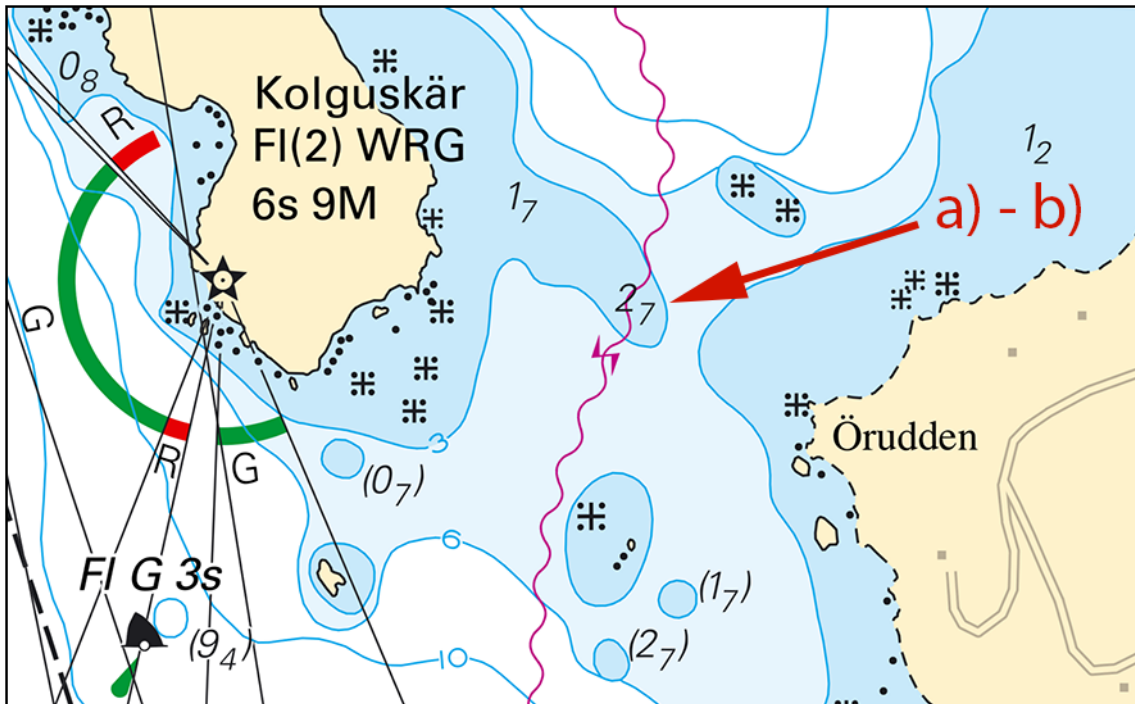 0₈
R
Kolguskär
Fl(2) WRG
6s 9M
1₇
1₂
a) - b)
2₇
G
3
Örudden
R
G
(0₇)
6
Fl G 3s
(1₇)
(9₄)
10
(2₇)